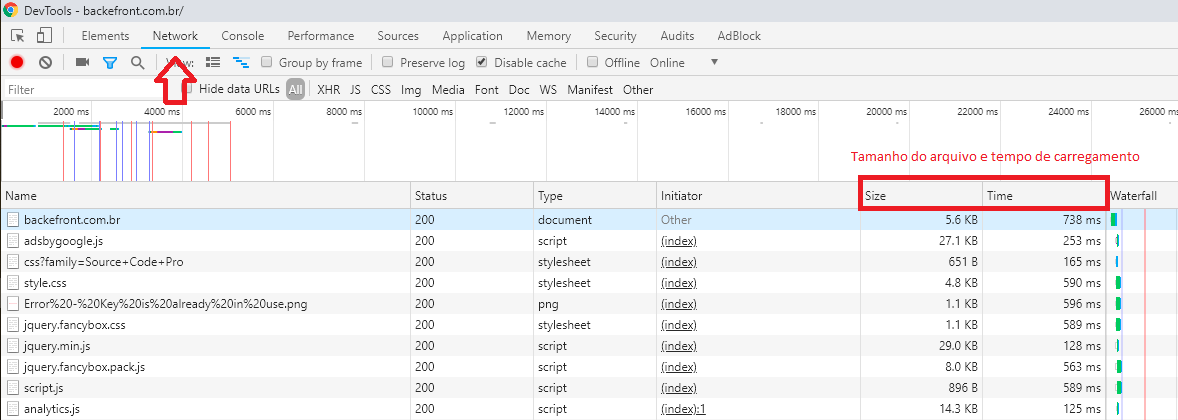 DevTools - backefront.com.br/
Elements Network Console Performance Sources Application Memory Security Audits AdBlock
View: Group by frame Preserve log Disable cache Offline Online
Filter Hide data URLs All XHR JS CSS Img Media Font Doc WS Manifest Other
2000 ms 4000 ms 6000 ms 8000 ms 10000 ms 12000 ms 14000 ms 16000 ms 18000 ms 20000 ms 22000 ms 24000 ms 26000 ms
Tamanho do arquivo e tempo de carregamento
Name Status Type Initiator Size Time Waterfall
backefront.com.br 200 document Other 5.6 KB 738 ms
adsbygoogle.js 200 script (index) 27.1 KB 253 ms
css?family=Source+Code+Pro 200 stylesheet (index) 651 B 165 ms
style.css 200 stylesheet (index) 4.8 KB 590 ms
Error%20-%20Key%20is%20already%20in%20use.png 200 png (index) 1.1 KB 596 ms
jquery.fancybox.css 200 stylesheet (index) 1.1 KB 589 ms
jquery.min.js 200 script (index) 29.0 KB 128 ms
jquery.fancybox.pack.js 200 script (index) 8.0 KB 563 ms
script.js 200 script (index) 896 B 589 ms
analytics.js 200 script (index):1 14.3 KB 125 ms